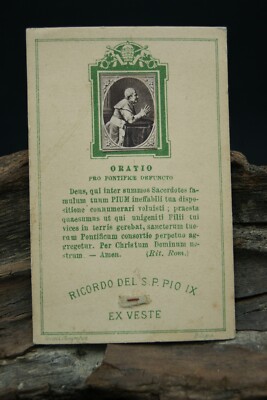 ORATIO
PRO PONTIFICE DEFUNCTO
Deus, qui inter summos Sacerdotes fa-
mulum tuum PIUM ineffabili tua dispo-
sitione connumerari voluisti; praesta
quaesumus ut qui unigeniti Filii tui
vices in terris gerebat, sanctorum tuo-
rum Pontificum consortio perpetuo ag-
gregetur. Per Christum Dominum no-
strum. — Amen. (Rit. Rom.)
RICORDO DEL S.P. PIO IX
EX VESTE